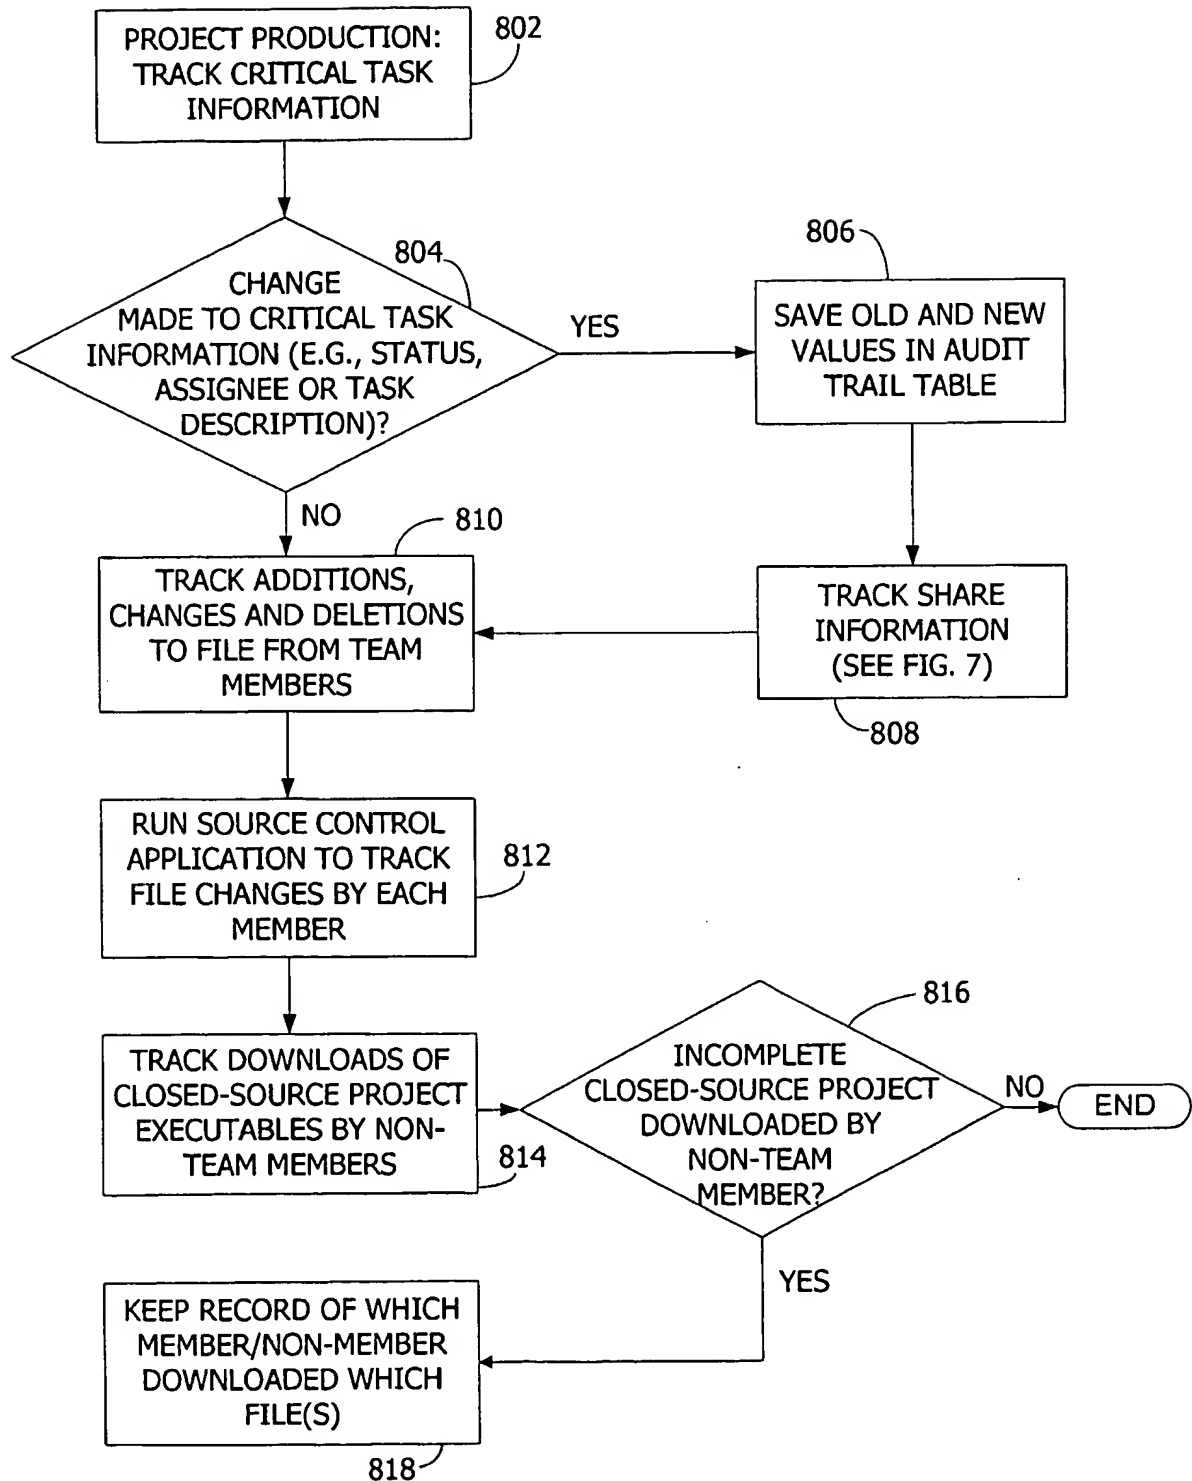 PROJECT PRODUCTION:
TRACK CRITICAL TASK
INFORMATION
802
804
CHANGE
MADE TO CRITICAL TASK
INFORMATION (E.G., STATUS,
ASSIGNEE OR TASK
DESCRIPTION)?
YES
806
SAVE OLD AND NEW
VALUES IN AUDIT
TRAIL TABLE
NO
810
TRACK ADDITIONS,
CHANGES AND DELETIONS
TO FILE FROM TEAM
MEMBERS
TRACK SHARE
INFORMATION
(SEE FIG. 7)
808
RUN SOURCE CONTROL
APPLICATION TO TRACK
FILE CHANGES BY EACH
MEMBER
812
TRACK DOWNLOADS OF
CLOSED-SOURCE PROJECT
EXECUTABLES BY NON-
TEAM MEMBERS
814
816
INCOMPLETE
CLOSED-SOURCE PROJECT
DOWNLOADED BY
NON-TEAM
MEMBER?
NO
END
YES
KEEP RECORD OF WHICH
MEMBER/NON-MEMBER
DOWNLOADED WHICH
FILE(S)
818